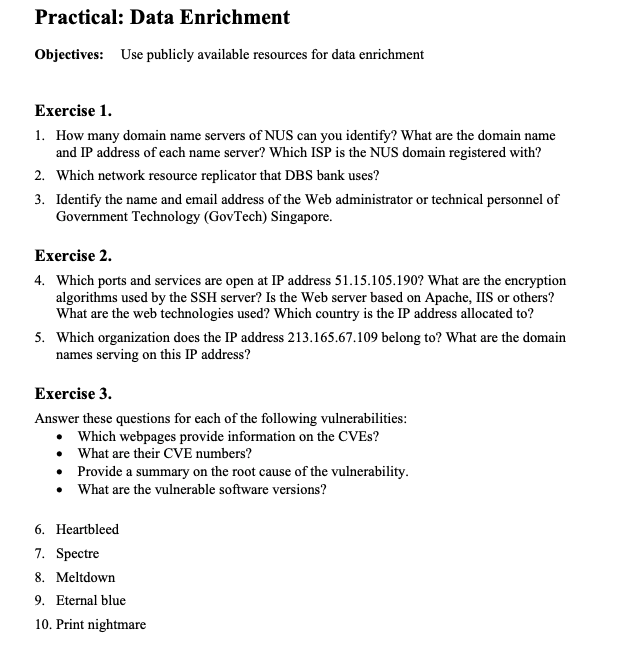 Practical: Data Enrichment
Objectives: Use publicly available resources for data enrichment
Exercise 1.
1. How many domain name servers of NUS can you identify? What are the domain name
and IP address of each name server? Which ISP is the NUS domain registered with?
2. Which network resource replicator that DBS bank uses?
3. Identify the name and email address of the Web administrator or technical personnel of
Government Technology (GovTech) Singapore.
Exercise 2.
4. Which ports and services are open at IP address 51.15.105.190? What are the encryption
algorithms used by the SSH server? Is the Web server based on Apache, IIS or others?
What are the web technologies used? Which country is the IP address allocated to?
5. Which organization does the IP address 213.165.67.109 belong to? What are the domain
names serving on this IP address?
Exercise 3.
Answer these questions for each of the following vulnerabilities:
• Which webpages provide information on the CVEs?
• What are their CVE numbers?
• Provide a summary on the root cause of the vulnerability.
• What are the vulnerable software versions?
6. Heartbleed
7. Spectre
8. Meltdown
9. Eternal blue
10. Print nightmare